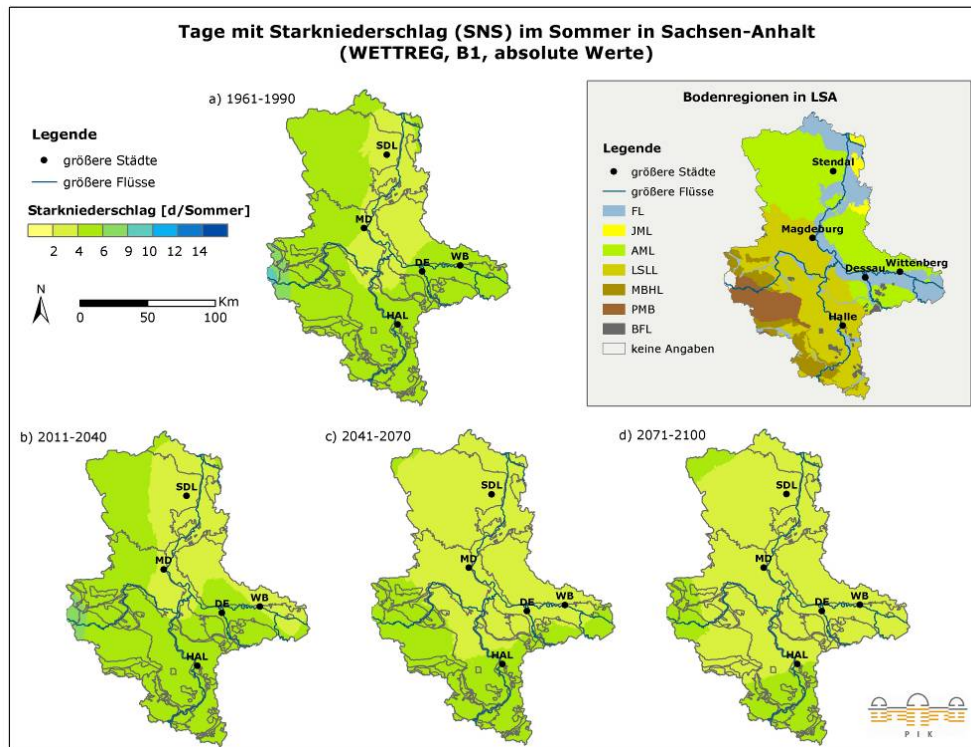 Tage mit Starkniederschlag (SNS) im Sommer in Sachsen-Anhalt
(WETTREG, B1, absolute Werte)
a) 1961-1990
Legende
größere Städte
größere Flüsse
Starkniederschlag [d/Sommer]
2 4 6 8 10 12 14
N
Km
0 50 100
SDL
MD
DE
WB
HAL
Bodenregionen in LSA
Legende
größere Städte
größere Flüsse
FL
JML
AML
LSLL
MBHL
PMB
BFL
keine Angaben
Stendal
Magdeburg
Dessau
Wittenberg
Halle
b) 2011-2040
SDL
MD
DE
WB
HAL
c) 2041-2070
SDL
MD
DE
WB
HAL
d) 2071-2100
SDL
MD
DE
WB
HAL
P I K